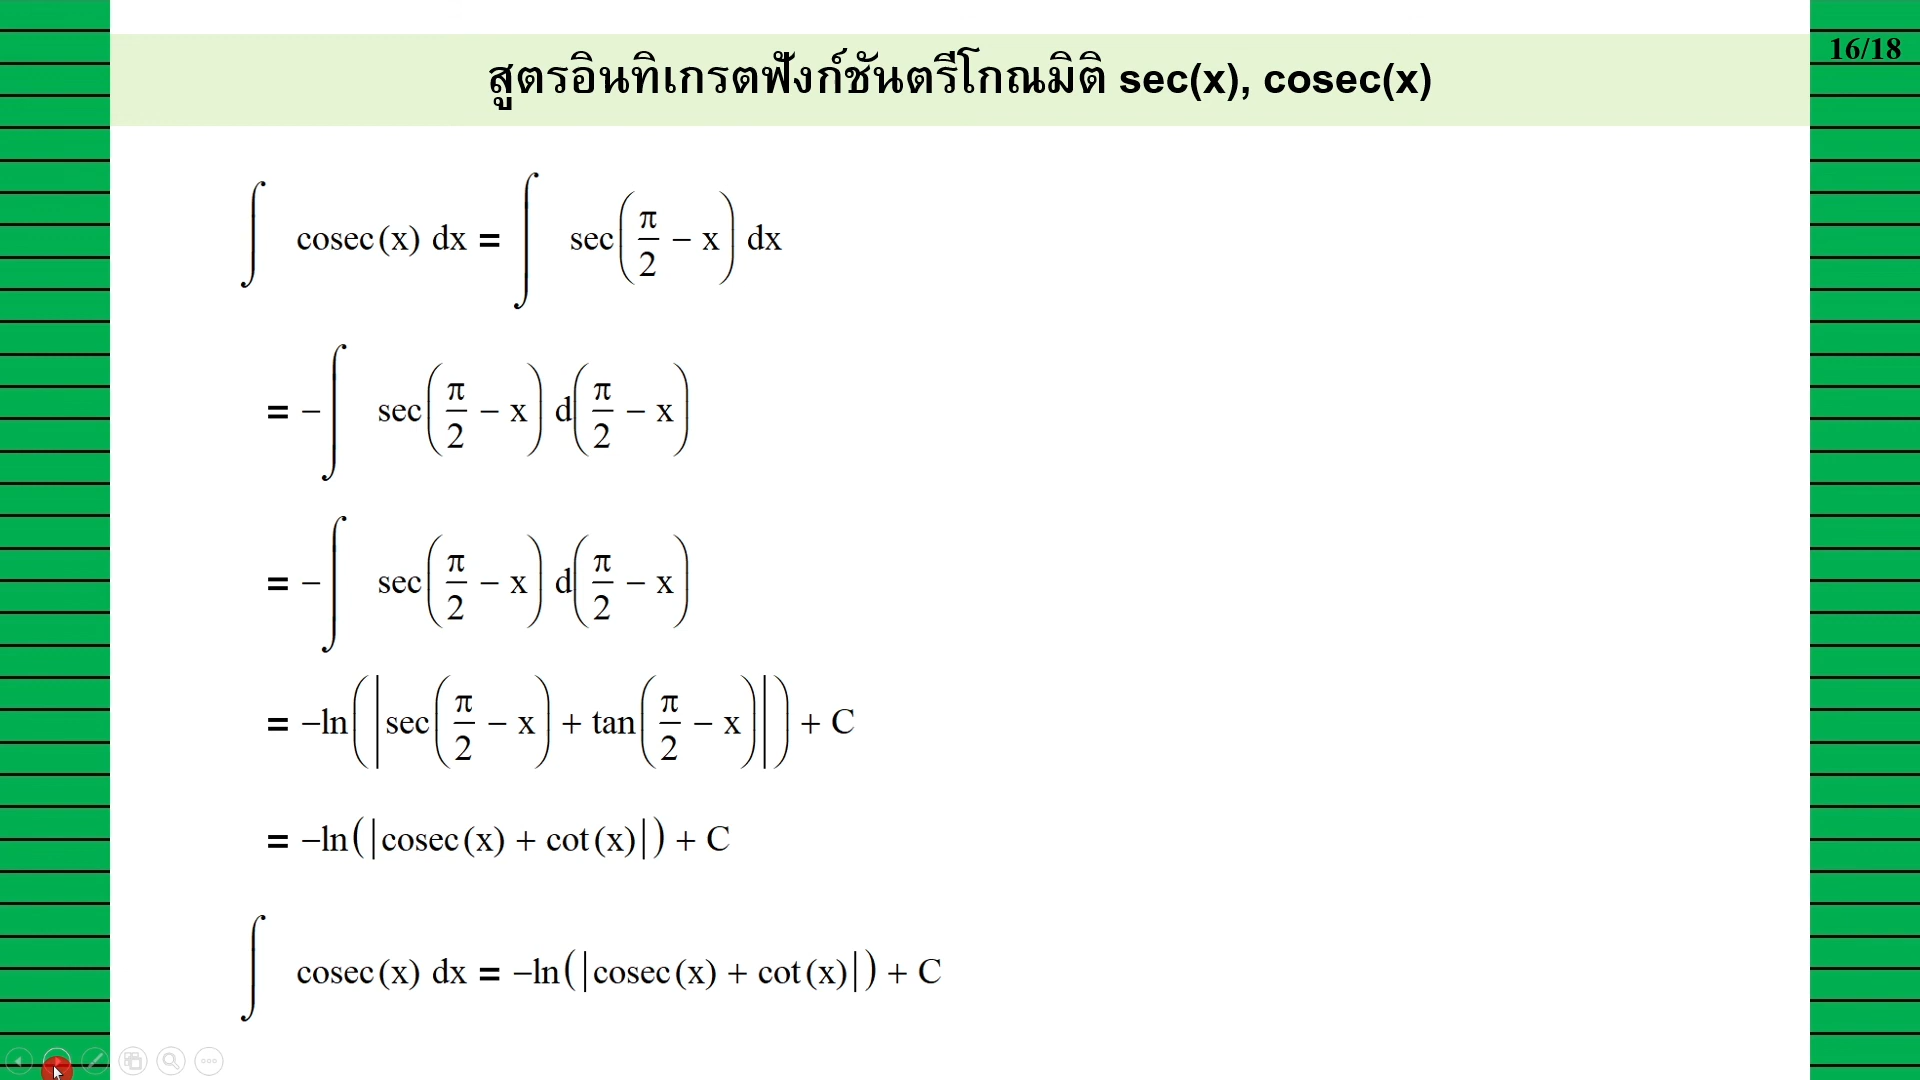 16/18
สูตรอินทิเกรตฟังก์ชันตรีโกณมิติ sec(x), cosec(x)
∫ cosec(x) dx = ∫ sec(π/2 − x) dx
= −∫ sec(π/2 − x) d(π/2 − x)
= −∫ sec(π/2 − x) d(π/2 − x)
= −ln(|sec(π/2 − x) + tan(π/2 − x)|) + C
= −ln(|cosec(x) + cot(x)|) + C
∫ cosec(x) dx = −ln(|cosec(x) + cot(x)|) + C